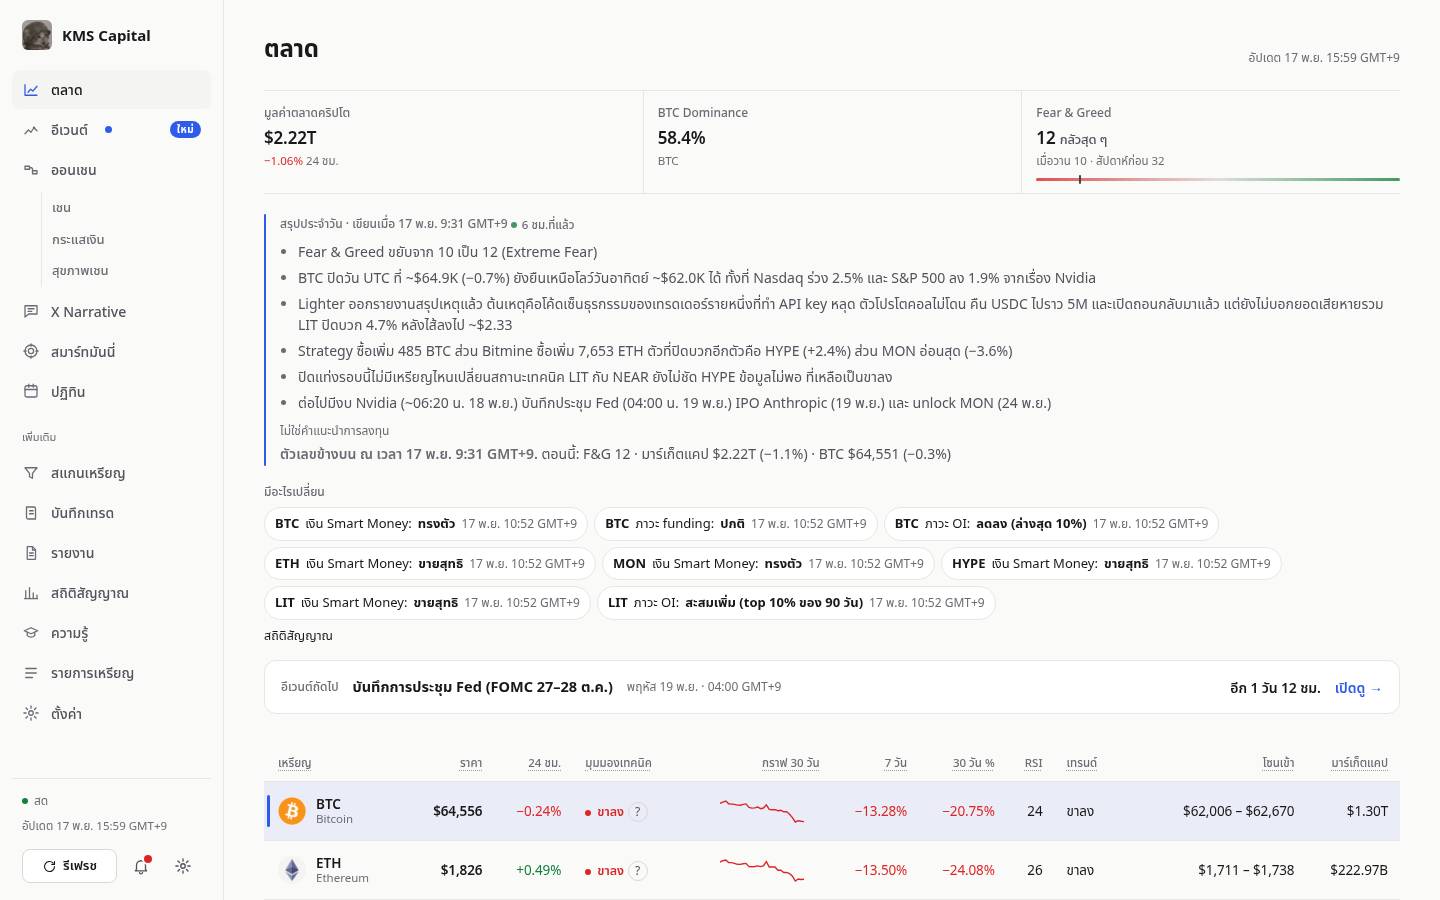 KMS Capital
ตลาด
อีเวนต์ ใหม่
ออนเชน
เชน
กระแสเงิน
สุขภาพเชน
X Narrative
สมาร์ทมันนี่
ปฏิทิน
เพิ่มเติม
สแกนเหรียญ
บันทึกเทรด
รายงาน
สถิติสัญญาณ
ความรู้
รายการเหรียญ
ตั้งค่า
สด
อัปเดต 17 พ.ย. 15:59 GMT+9
รีเฟรช
ตลาด
อัปเดต 17 พ.ย. 15:59 GMT+9
มูลค่าตลาดคริปโต
$2.22T
−1.06% 24 ชม.
BTC Dominance
58.4%
BTC
Fear & Greed
12 กลัวสุด ๆ
เมื่อวาน 10 · สัปดาห์ก่อน 32
สรุปประจำวัน · เขียนเมื่อ 17 พ.ย. 9:31 GMT+9 6 ชม.ที่แล้ว
Fear & Greed ขยับจาก 10 เป็น 12 (Extreme Fear)
BTC ปิดวัน UTC ที่ ~$64.9K (−0.7%) ยังยืนเหนือโลว์วันอาทิตย์ ~$62.0K ได้ ทั้งที่ Nasdaq ร่วง 2.5% และ S&P 500 ลง 1.9% จากเรื่อง Nvidia
Lighter ออกรายงานสรุปเหตุแล้ว ต้นเหตุคือโค้ดเซ็นธุรกรรมของเทรดเดอร์รายหนึ่งที่ทำ API key หลุด ตัวโปรโตคอลไม่โดน คืน USDC ไปราว 5M และเปิดถอนกลับมาแล้ว แต่ยังไม่บอกยอดเสียหายรวม
LIT ปิดบวก 4.7% หลังไส้ลงไป ~$2.33
Strategy ซื้อเพิ่ม 485 BTC ส่วน Bitmine ซื้อเพิ่ม 7,653 ETH ตัวที่ปิดบวกอีกตัวคือ HYPE (+2.4%) ส่วน MON อ่อนสุด (−3.6%)
ปิดแท่งรอบนี้ไม่มีเหรียญไหนเปลี่ยนสถานะเทคนิค LIT กับ NEAR ยังไม่ชัด HYPE ข้อมูลไม่พอ ที่เหลือเป็นขาลง
ต่อไปมีงบ Nvidia (~06:20 น. 18 พ.ย.) บันทึกประชุม Fed (04:00 น. 19 พ.ย.) IPO Anthropic (19 พ.ย.) และ unlock MON (24 พ.ย.)
ไม่ใช่คำแนะนำการลงทุน
ตัวเลขข้างบน ณ เวลา 17 พ.ย. 9:31 GMT+9. ตอนนี้: F&G 12 · มาร์เก็ตแคป $2.22T (−1.1%) · BTC $64,551 (−0.3%)
มีอะไรเปลี่ยน
BTC เงิน Smart Money: ทรงตัว 17 พ.ย. 10:52 GMT+9 BTC ภาวะ funding: ปกติ 17 พ.ย. 10:52 GMT+9 BTC ภาวะ OI: ลดลง (ล่างสุด 10%) 17 พ.ย. 10:52 GMT+9
ETH เงิน Smart Money: ขายสุทธิ 17 พ.ย. 10:52 GMT+9 MON เงิน Smart Money: ทรงตัว 17 พ.ย. 10:52 GMT+9 HYPE เงิน Smart Money: ขายสุทธิ 17 พ.ย. 10:52 GMT+9
LIT เงิน Smart Money: ขายสุทธิ 17 พ.ย. 10:52 GMT+9 LIT ภาวะ OI: สะสมเพิ่ม (top 10% ของ 90 วัน) 17 พ.ย. 10:52 GMT+9
สถิติสัญญาณ
อีเวนต์ถัดไป บันทึกการประชุม Fed (FOMC 27–28 ต.ค.) พฤหัส 19 พ.ย. · 04:00 GMT+9 อีก 1 วัน 12 ชม. เปิดดู →
เหรียญ ราคา 24 ชม. มุมมองเทคนิค กราฟ 30 วัน 7 วัน 30 วัน % RSI เทรนด์ โซนเข้า มาร์เก็ตแคป
BTC Bitcoin $64,556 −0.24% ขาลง ? −13.28% −20.75% 24 ขาลง $62,006 – $62,670 $1.30T
ETH Ethereum $1,826 +0.49% ขาลง ? −13.50% −24.08% 26 ขาลง $1,711 – $1,738 $222.97B